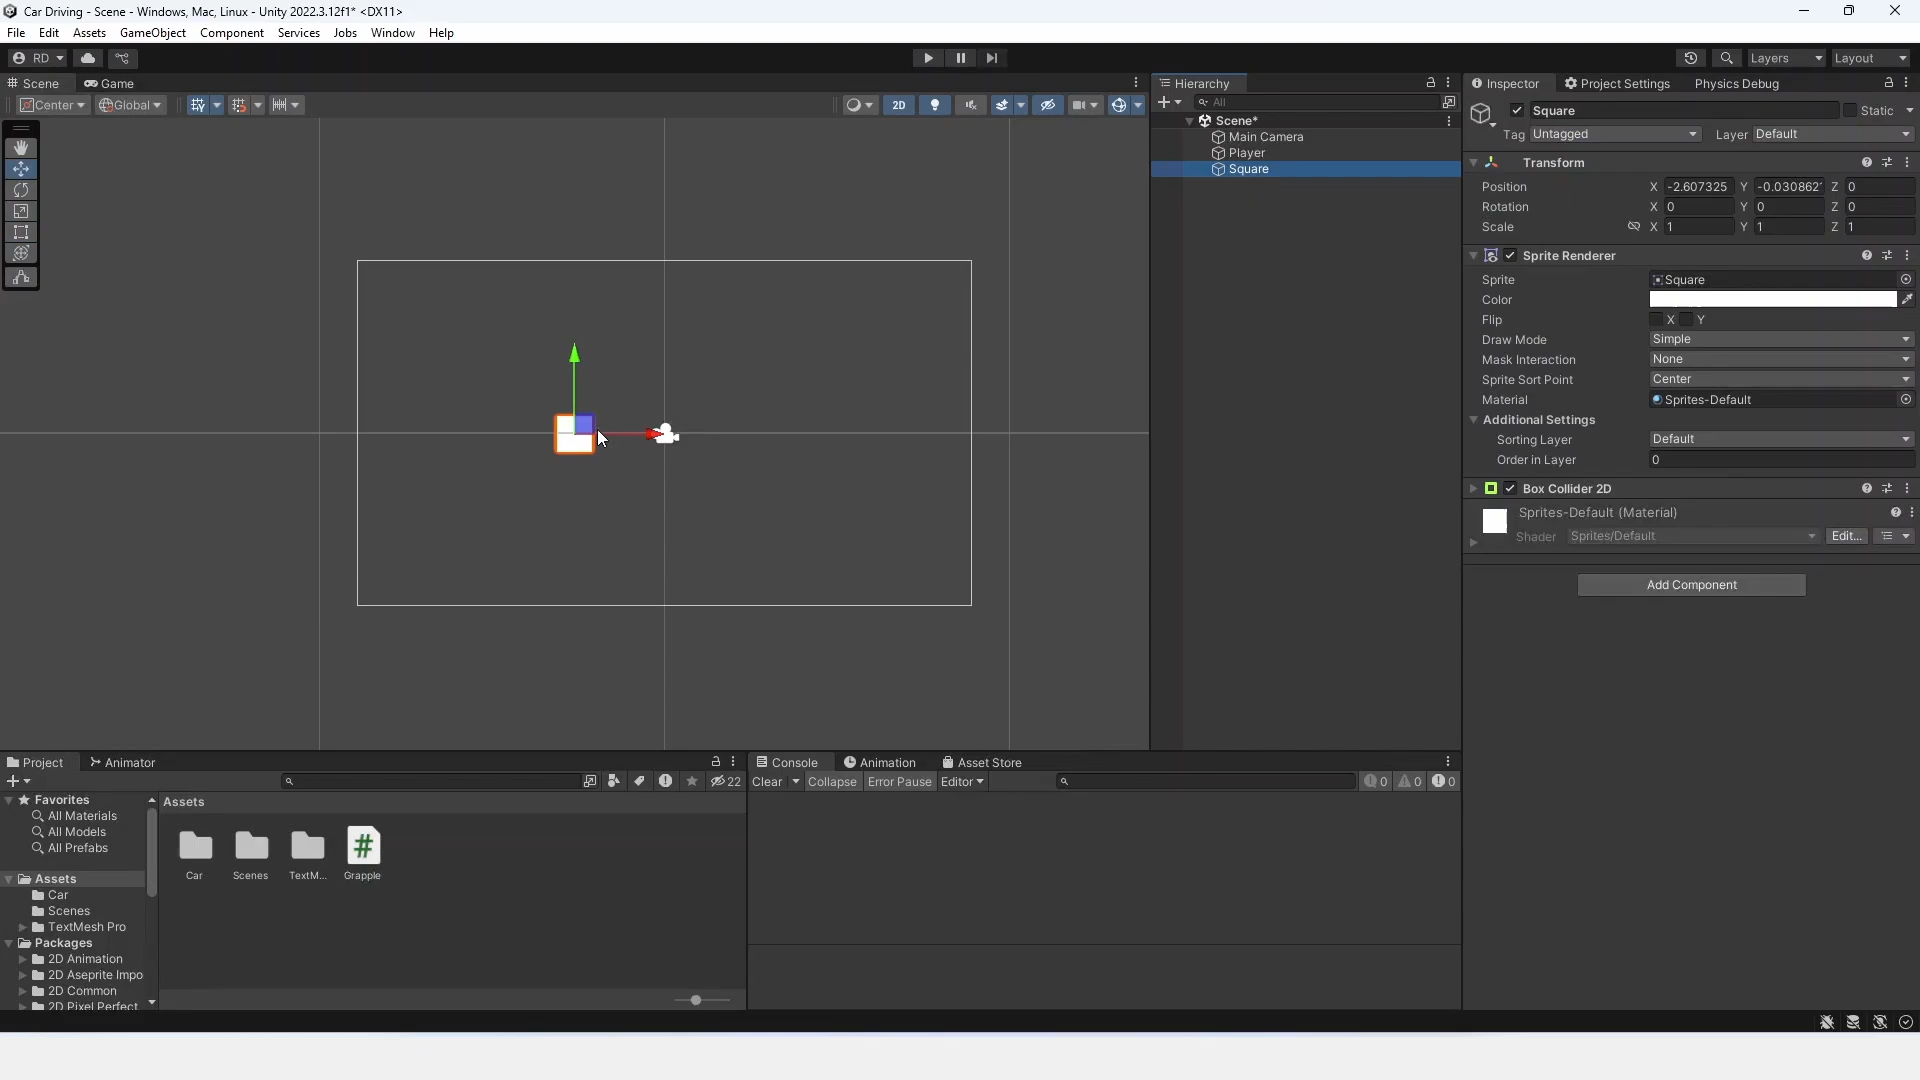 Car Driving - Scene - Windows, Mac, Linux - Unity 2022.3.12f1* <DX11>
File Edit Assets GameObject Component Services Jobs Window Help
RD Layers Layout
Scene Game Hierarchy Inspector Project Settings Physics Debug
Center Global 2D All Square Static
Tag Untagged Layer Default
Scene*
Main Camera
Player
Square
Transform
Position X -2.607325 Y -0.030862 Z 0
Rotation X 0 Y 0 Z 0
Scale X 1 Y 1 Z 1
Sprite Renderer
Sprite Square
Color
Flip X Y
Draw Mode Simple
Mask Interaction None
Sprite Sort Point Center
Material Sprites-Default
Additional Settings
Sorting Layer Default
Order in Layer 0
Box Collider 2D
Sprites-Default (Material)
Shader Sprites/Default Edit...
Add Component
Project Animator Console Animation Asset Store
22 Clear Collapse Error Pause Editor 0 0 0
Favorites
All Materials
All Models
All Prefabs
Assets
Car
Scenes
TextMesh Pro
Packages
2D Animation
2D Aseprite Impo
2D Common
2D Pixel Perfect
Assets
Car Scenes TextM... Grapple